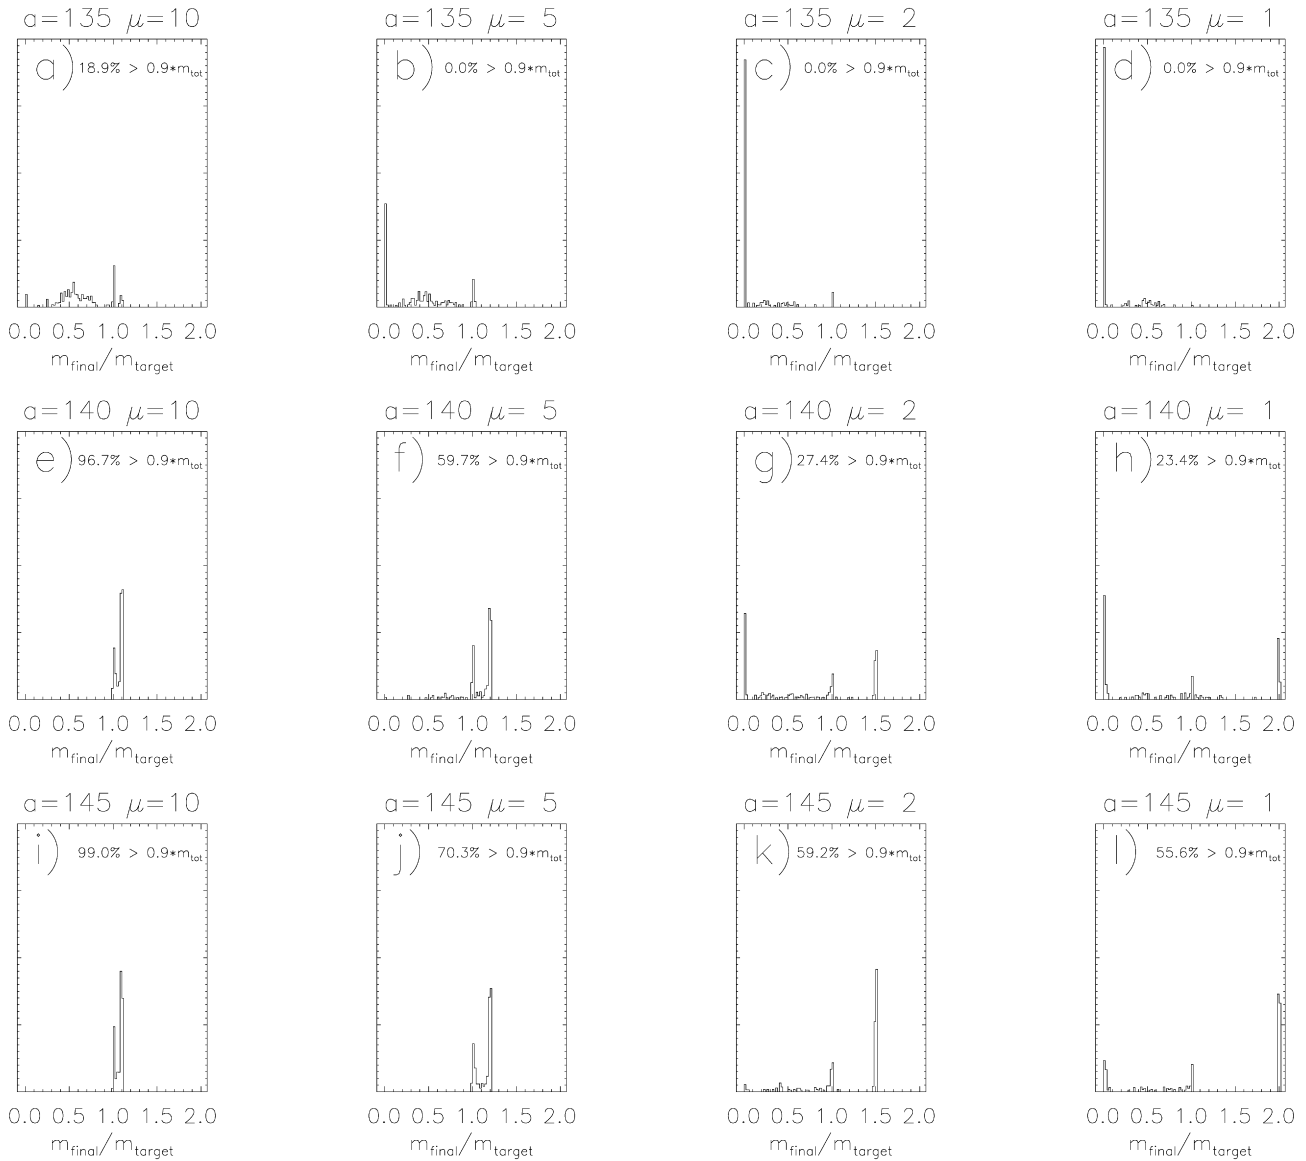 a=135 μ=10 a=135 μ= 5 a=135 μ= 2 a=135 μ= 1
a) 18.9% > 0.9*m_tot b) 0.0% > 0.9*m_tot c) 0.0% > 0.9*m_tot d) 0.0% > 0.9*m_tot
0.0 0.5 1.0 1.5 2.0 0.0 0.5 1.0 1.5 2.0 0.0 0.5 1.0 1.5 2.0 0.0 0.5 1.0 1.5 2.0
m_final/m_target m_final/m_target m_final/m_target m_final/m_target
a=140 μ=10 a=140 μ= 5 a=140 μ= 2 a=140 μ= 1
e) 96.7% > 0.9*m_tot f) 59.7% > 0.9*m_tot g) 27.4% > 0.9*m_tot h) 23.4% > 0.9*m_tot
0.0 0.5 1.0 1.5 2.0 0.0 0.5 1.0 1.5 2.0 0.0 0.5 1.0 1.5 2.0 0.0 0.5 1.0 1.5 2.0
m_final/m_target m_final/m_target m_final/m_target m_final/m_target
a=145 μ=10 a=145 μ= 5 a=145 μ= 2 a=145 μ= 1
i) 99.0% > 0.9*m_tot j) 70.3% > 0.9*m_tot k) 59.2% > 0.9*m_tot l) 55.6% > 0.9*m_tot
0.0 0.5 1.0 1.5 2.0 0.0 0.5 1.0 1.5 2.0 0.0 0.5 1.0 1.5 2.0 0.0 0.5 1.0 1.5 2.0
m_final/m_target m_final/m_target m_final/m_target m_final/m_target